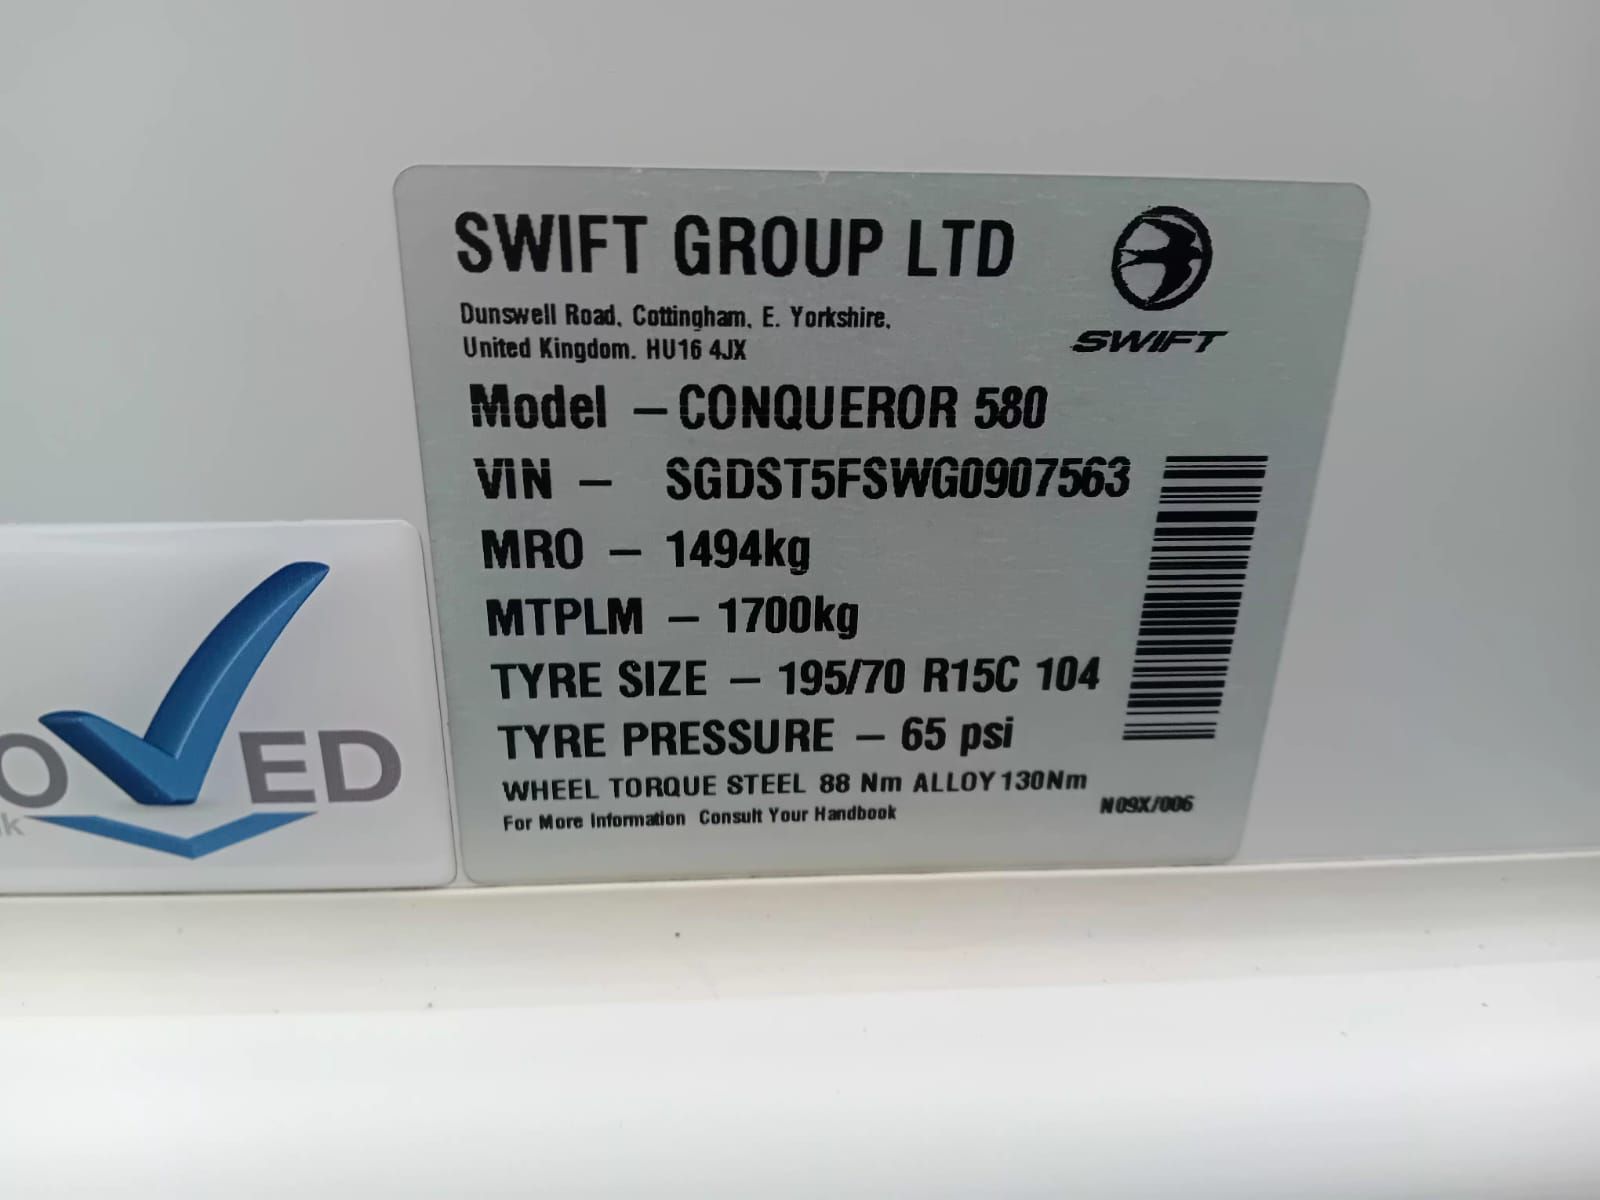 SWIFT GROUP LTD
SWIFT
Dunswell Road, Cottingham, E. Yorkshire,
United Kingdom. HU16 4JX
Model – CONQUEROR 580
VIN – SGDST5FSWG0907563
MRO – 1494kg
MTPLM – 1700kg
TYRE SIZE – 195/70 R15C 104
TYRE PRESSURE – 65 psi
WHEEL TORQUE STEEL 88 Nm ALLOY 130Nm
For More Information Consult Your Handbook
N09X/006
OVED
k